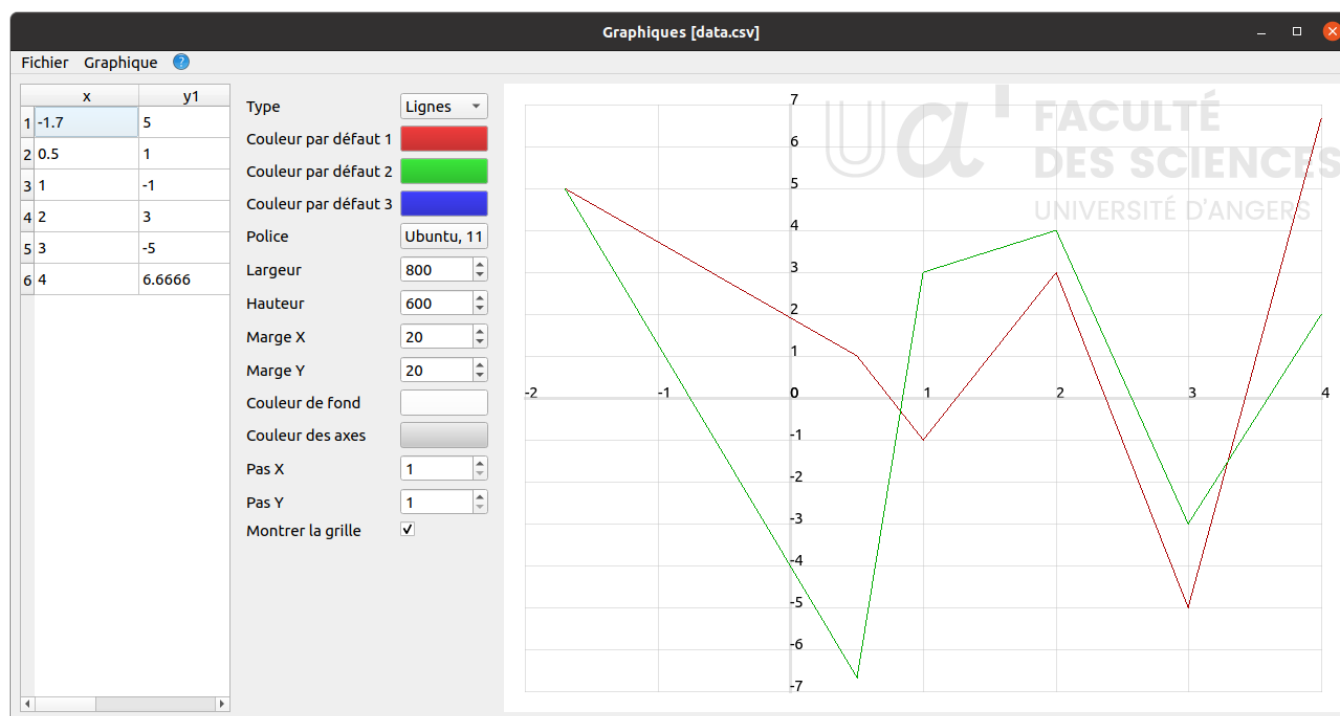 Graphiques [data.csv]
Fichier Graphique ?
x y1
1 -1.7 5
2 0.5 1
3 1 -1
4 2 3
5 3 -5
6 4 6.6666
Type Lignes
Couleur par défaut 1
Couleur par défaut 2
Couleur par défaut 3
Police Ubuntu, 11
Largeur 800
Hauteur 600
Marge X 20
Marge Y 20
Couleur de fond
Couleur des axes
Pas X 1
Pas Y 1
Montrer la grille
ua'
FACULTÉ
DES SCIENCES
UNIVERSITÉ D'ANGERS
7
6
5
4
3
2
1
-2 -1 0 1 2 3 4
-1
-2
-3
-4
-5
-6
-7